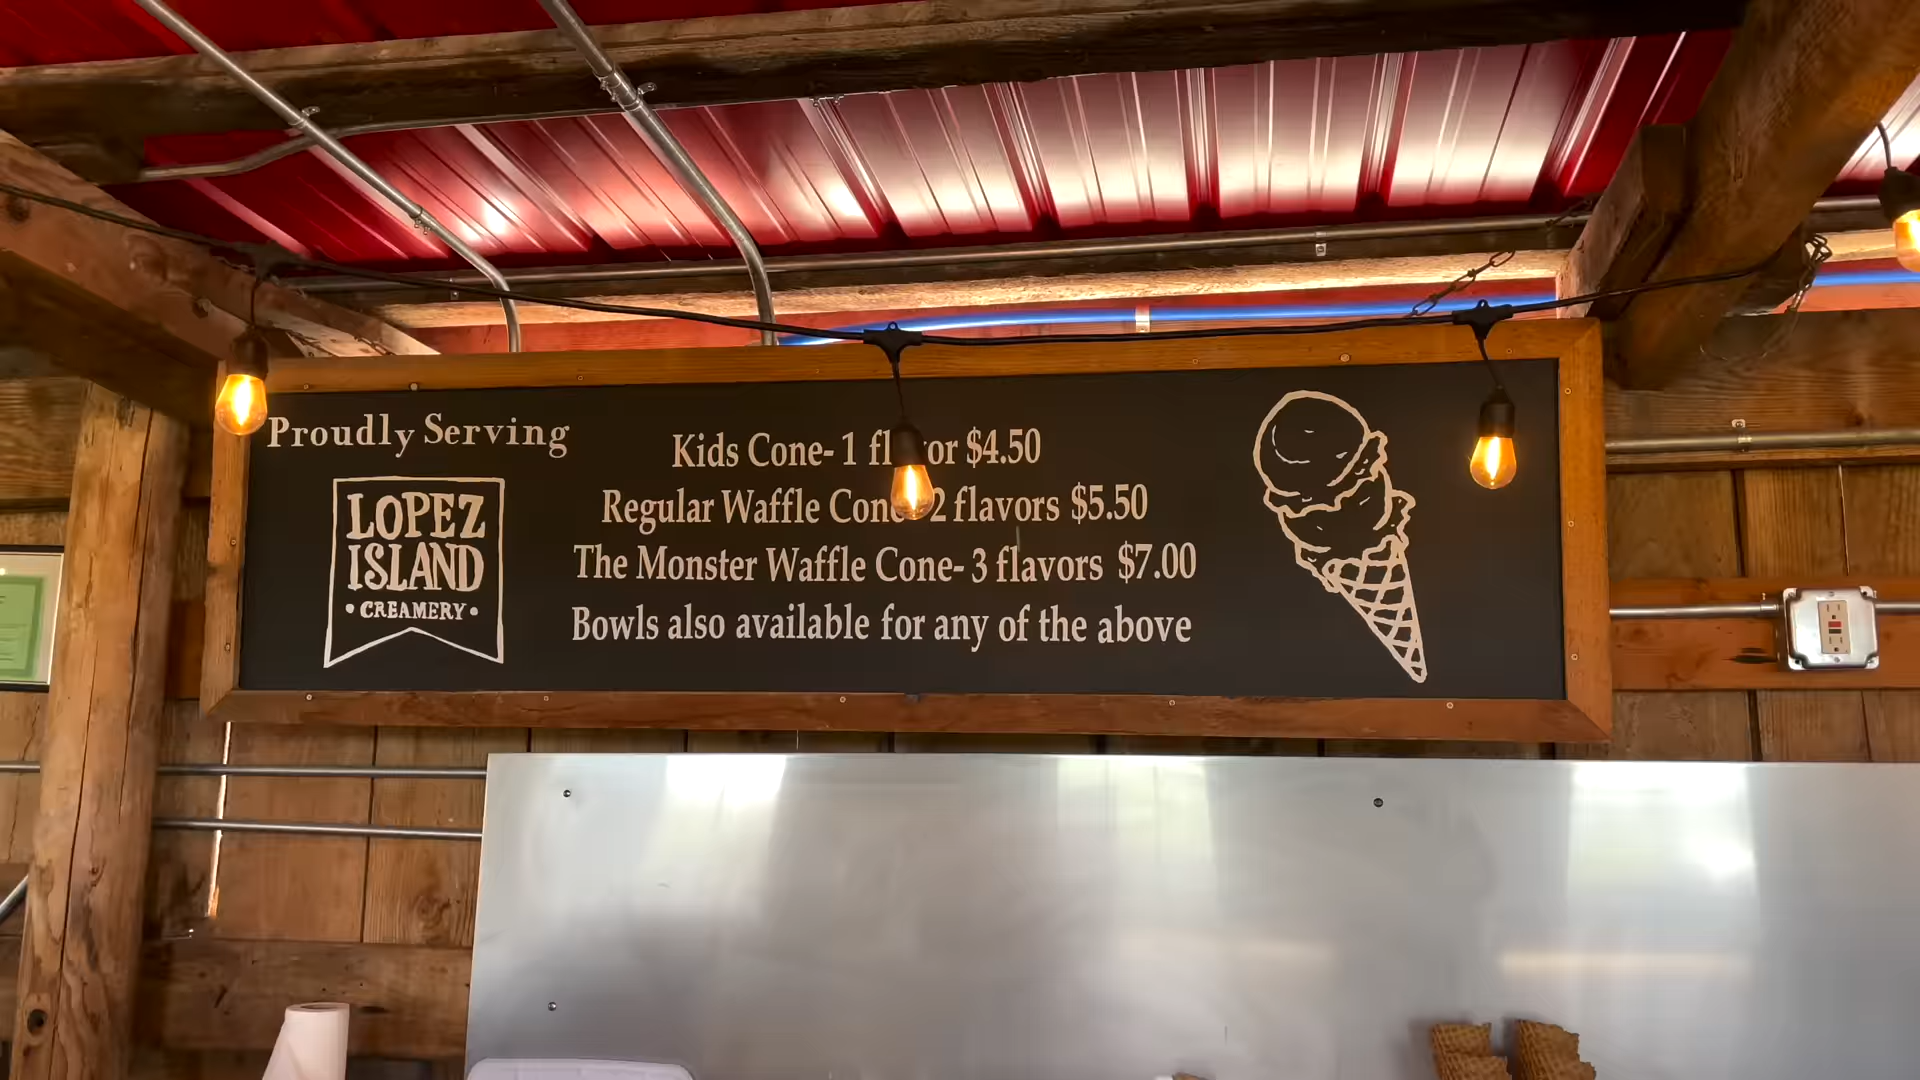 Proudly Serving
LOPEZ
ISLAND
• CREAMERY •
Kids Cone- 1 flavor $4.50
Regular Waffle Cone- 2 flavors $5.50
The Monster Waffle Cone- 3 flavors $7.00
Bowls also available for any of the above